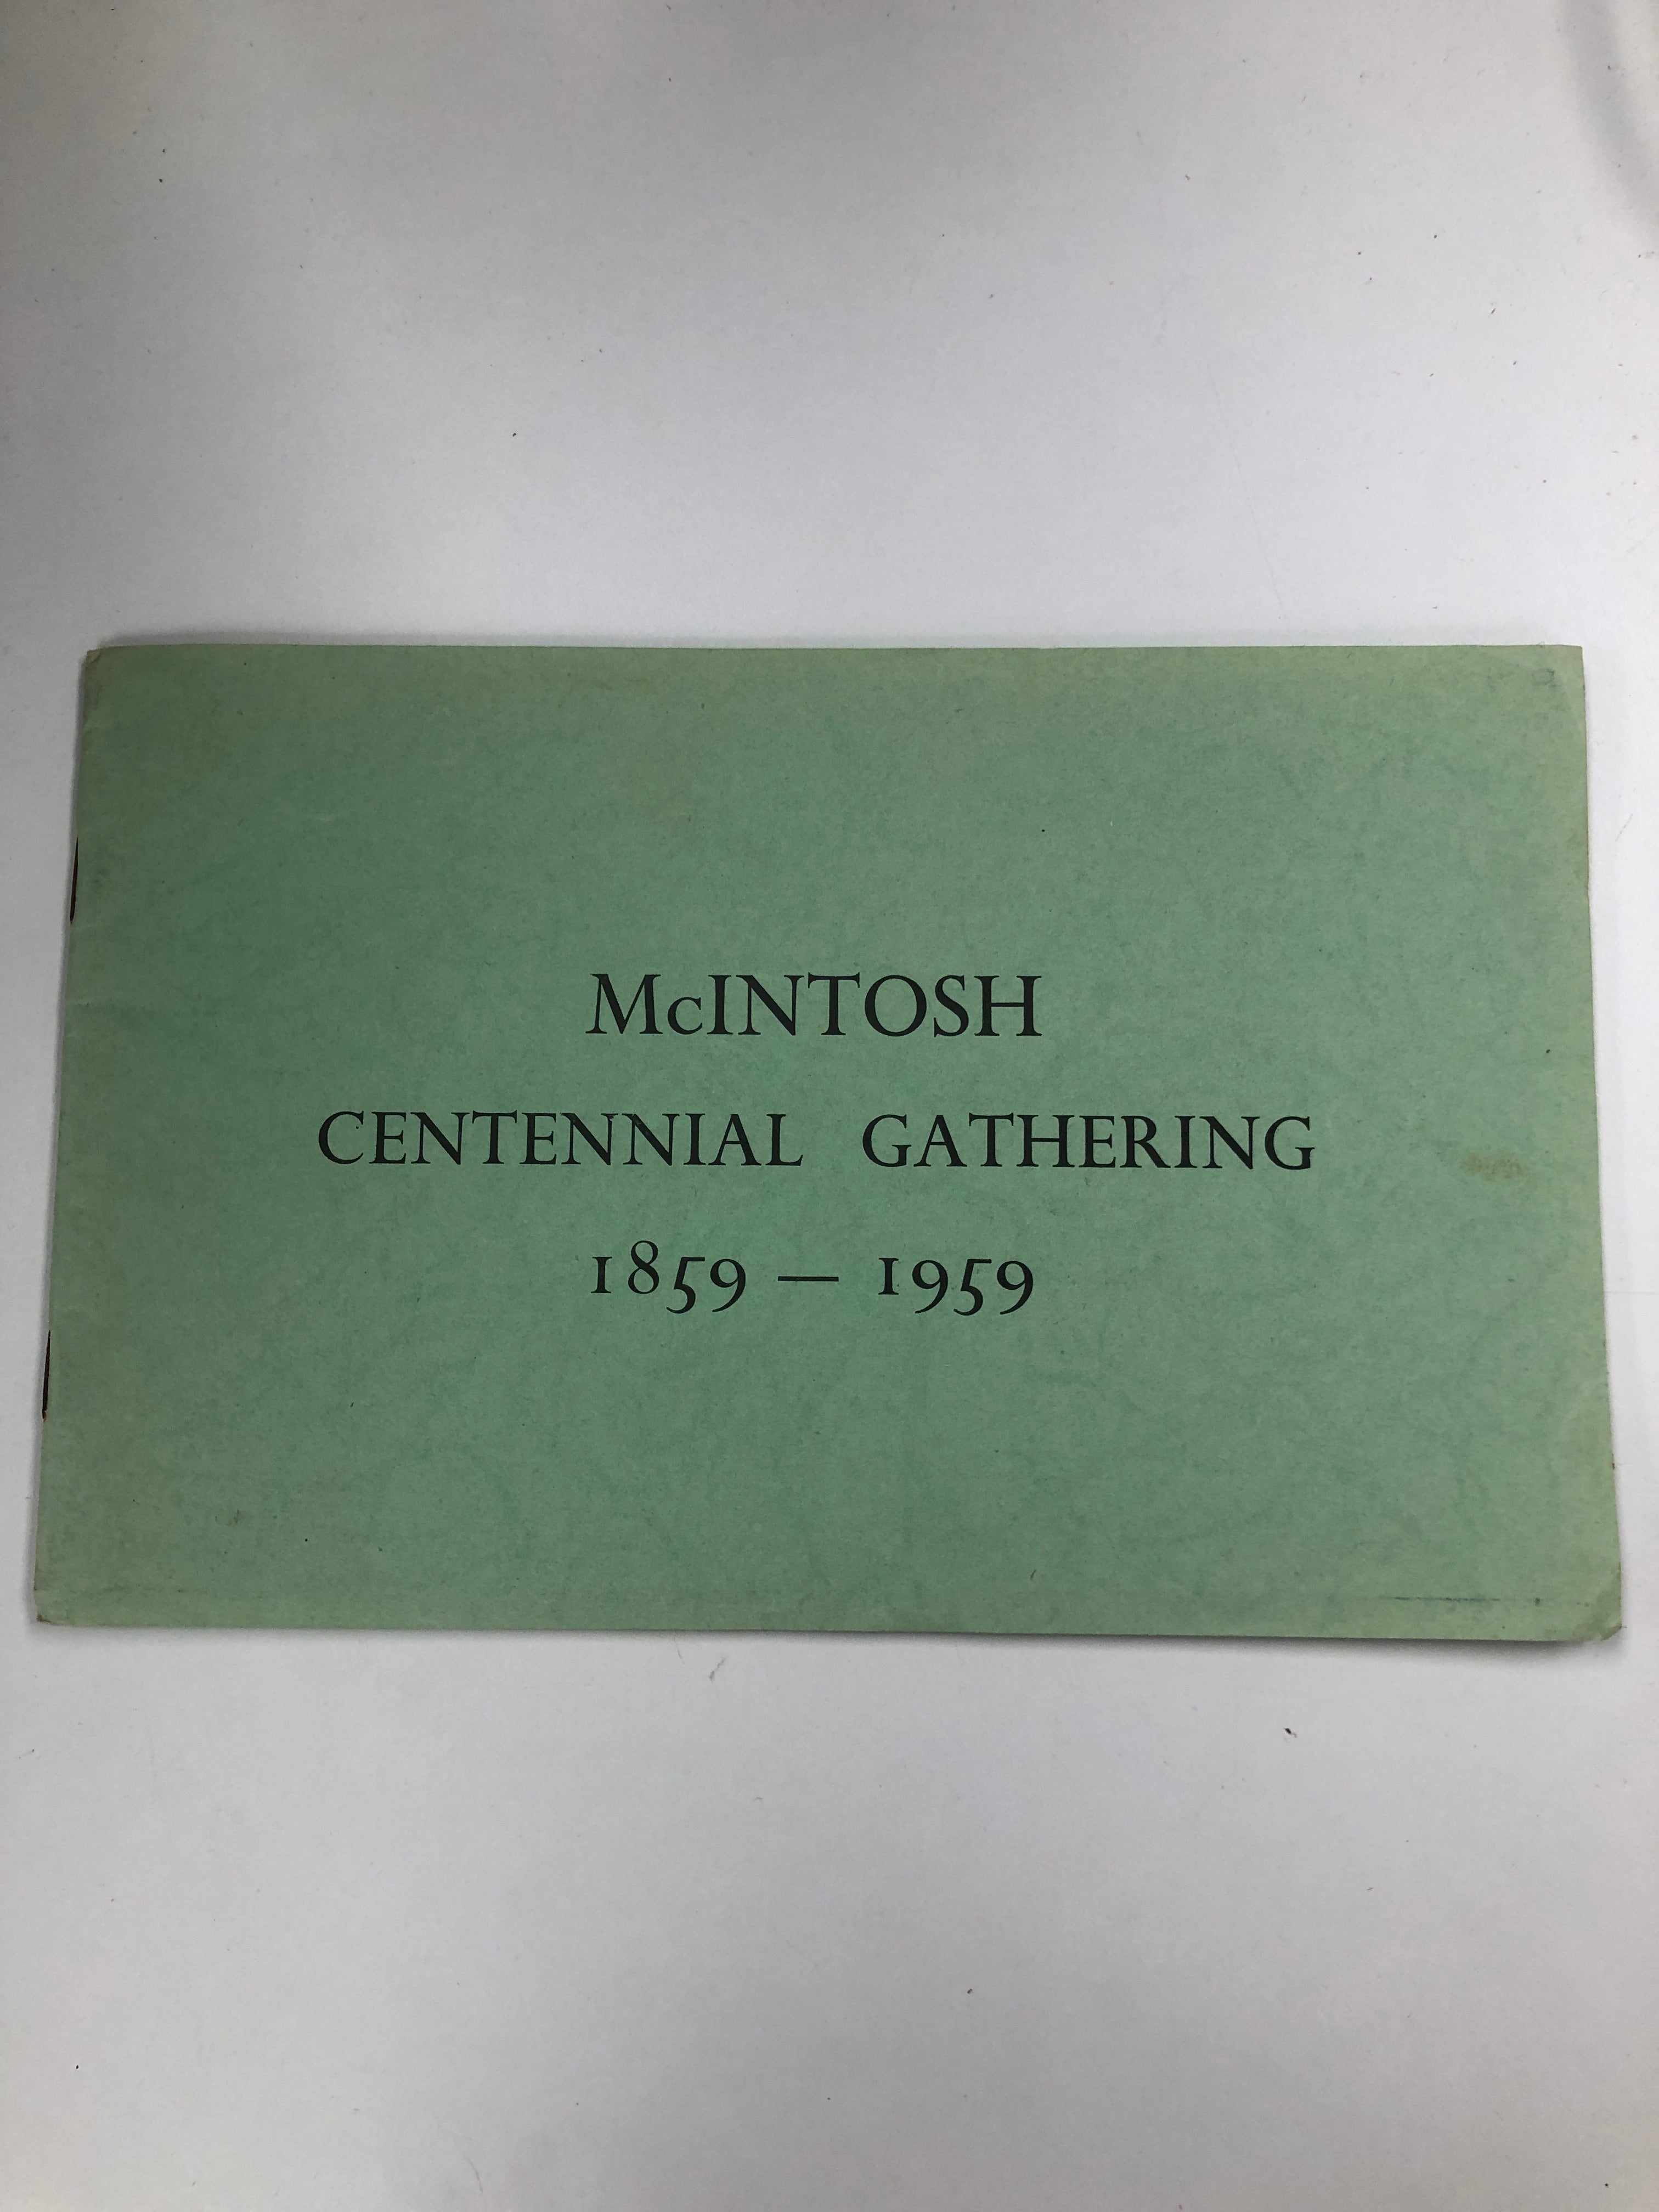 McINTOSH
CENTENNIAL GATHERING
1859 — 1959